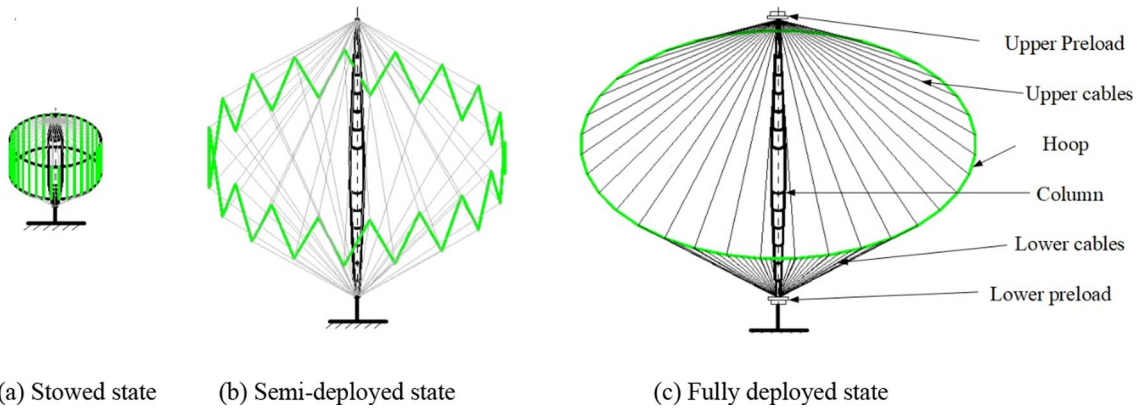 Upper Preload
Upper cables
Hoop
Column
Lower cables
Lower preload
(a) Stowed state
(b) Semi-deployed state
(c) Fully deployed state